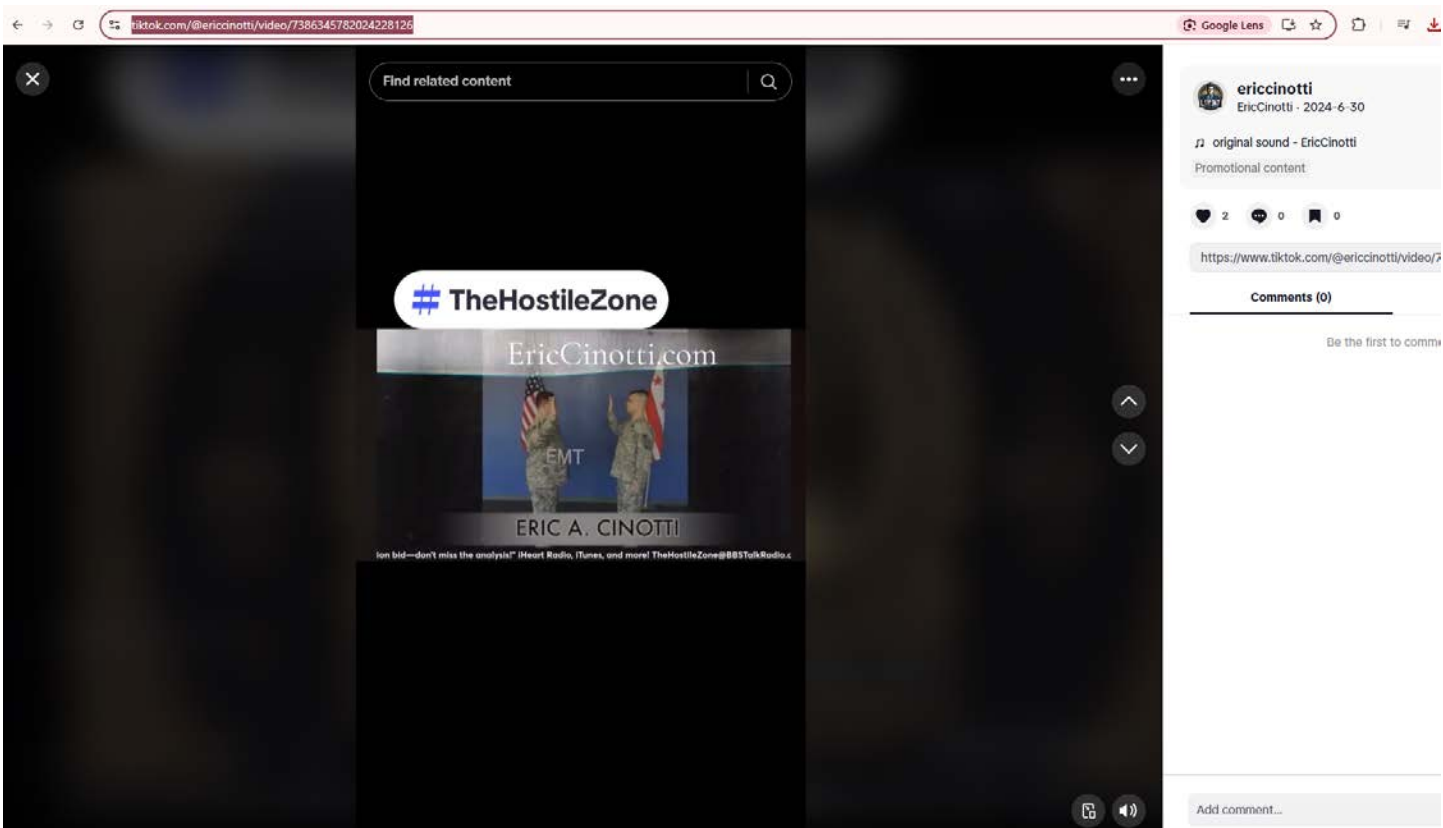 tiktok.com/@ericcinotti/video/7386345782024228126
Google Lens
Find related content
# TheHostileZone
EricCinotti.com
EMT
ERIC A. CINOTTI
ion bid—don't miss the analysis!" iHeart Radio, iTunes, and more! TheHostileZone@BBSTalkRadio.c
ericcinotti
EricCinotti · 2024-6-30
original sound - EricCinotti
Promotional content
2 0 0
https://www.tiktok.com/@ericcinotti/video/7
Comments (0)
Be the first to comme
Add comment...